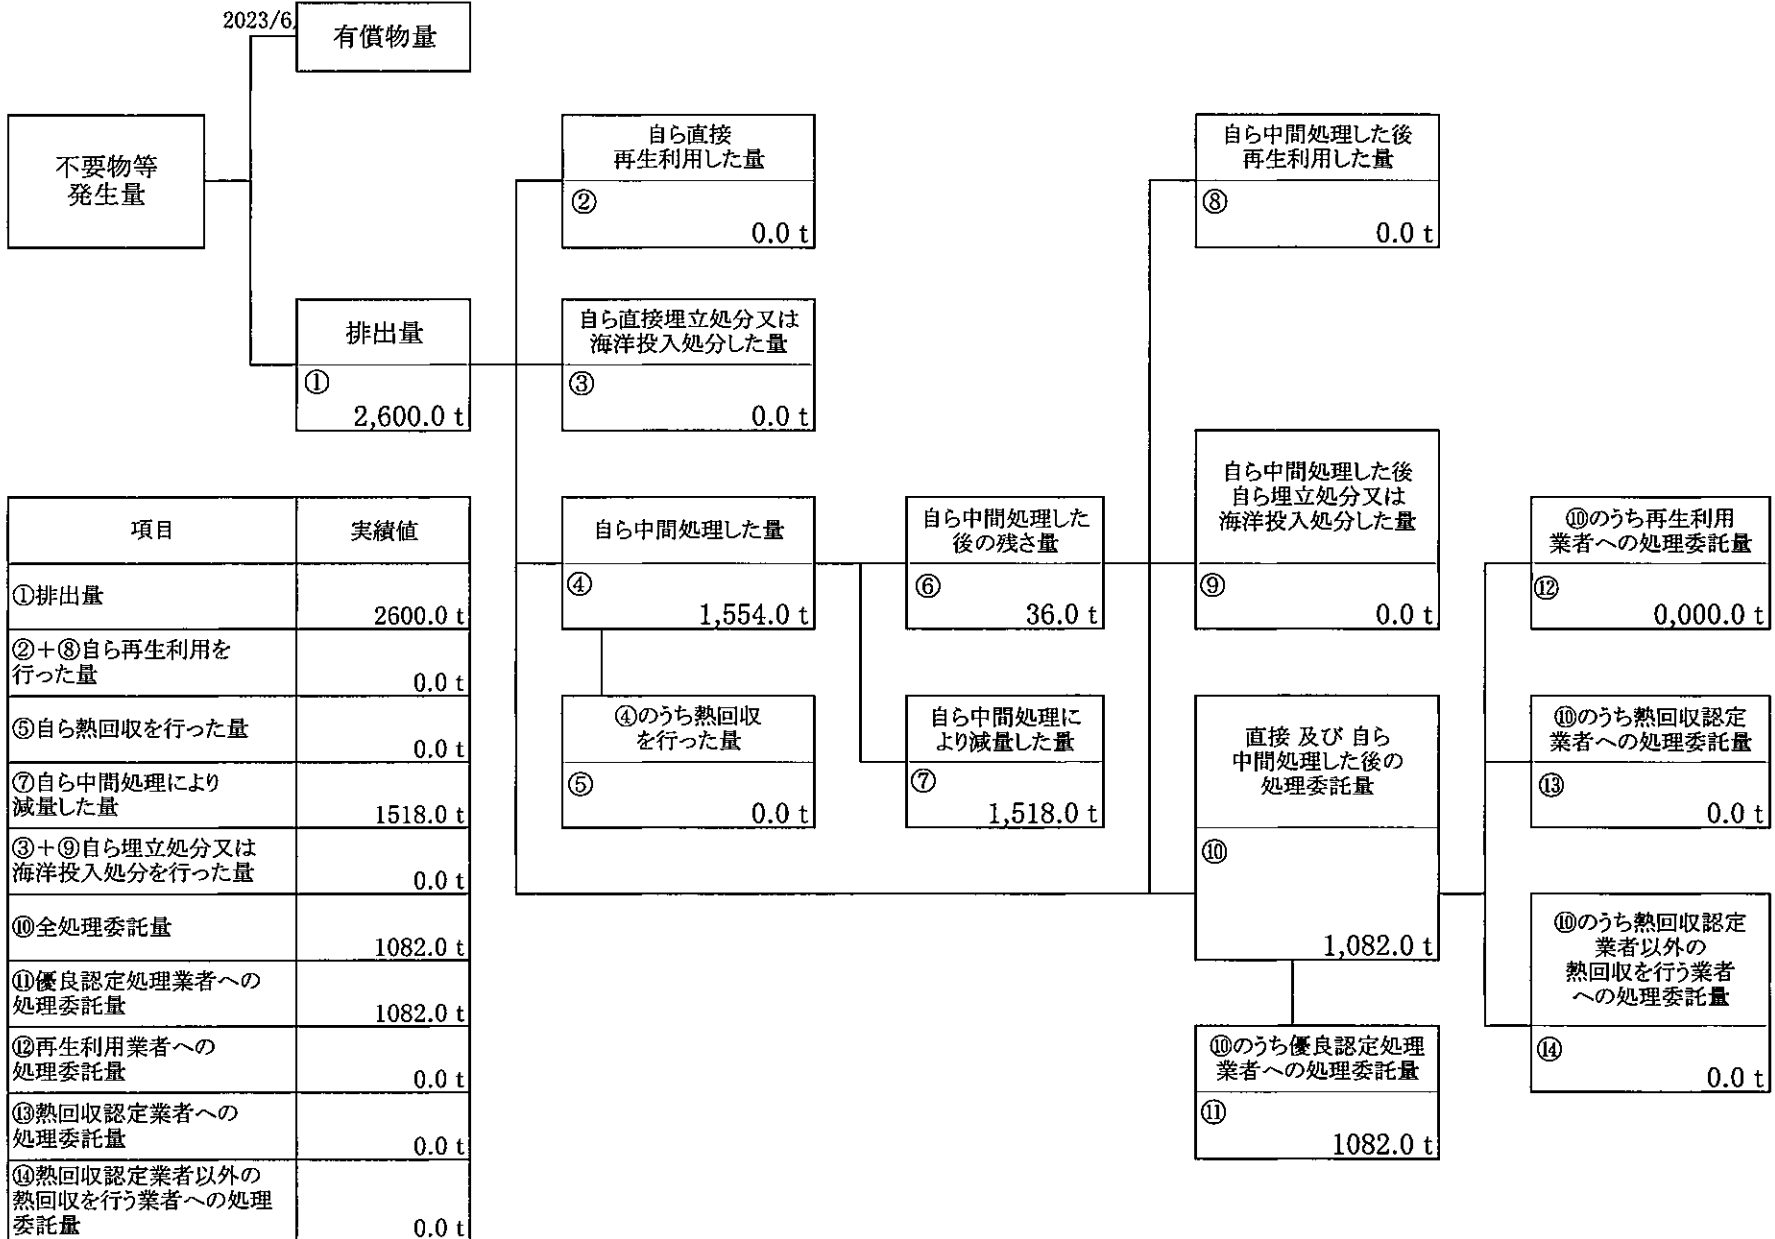 2023/6
有償物量
不要物等
発生量
自ら直接
再生利用した量
②
0.0 t
自ら中間処理した後
再生利用した量
⑧
0.0 t
排出量
①
2,600.0 t
自ら直接埋立処分又は
海洋投入処分した量
③
0.0 t
自ら中間処理した量
④
1,554.0 t
自ら中間処理した
後の残さ量
⑥
36.0 t
自ら中間処理した後
自ら埋立処分又は
海洋投入処分した量
⑨
0.0 t
⑩のうち再生利用
業者への処理委託量
⑫
0,000.0 t
④のうち熱回収
を行った量
⑤
0.0 t
自ら中間処理に
より減量した量
⑦
1,518.0 t
直接 及び 自ら
中間処理した後の
処理委託量
⑩
1,082.0 t
⑩のうち熱回収認定
業者への処理委託量
⑬
0.0 t
⑩のうち熱回収認定
業者以外の
熱回収を行う業者
への処理委託量
⑭
0.0 t
⑩のうち優良認定処理
業者への処理委託量
⑪
1082.0 t
項目 実績値
①排出量
2600.0 t
②+⑧自ら再生利用を
行った量
0.0 t
⑤自ら熱回収を行った量
0.0 t
⑦自ら中間処理により
減量した量
1518.0 t
③+⑨自ら埋立処分又は
海洋投入処分を行った量
0.0 t
⑩全処理委託量
1082.0 t
⑪優良認定処理業者への
処理委託量
1082.0 t
⑫再生利用業者への
処理委託量
0.0 t
⑬熱回収認定業者への
処理委託量
0.0 t
⑭熱回収認定業者以外の
熱回収を行う業者への処理
委託量
0.0 t